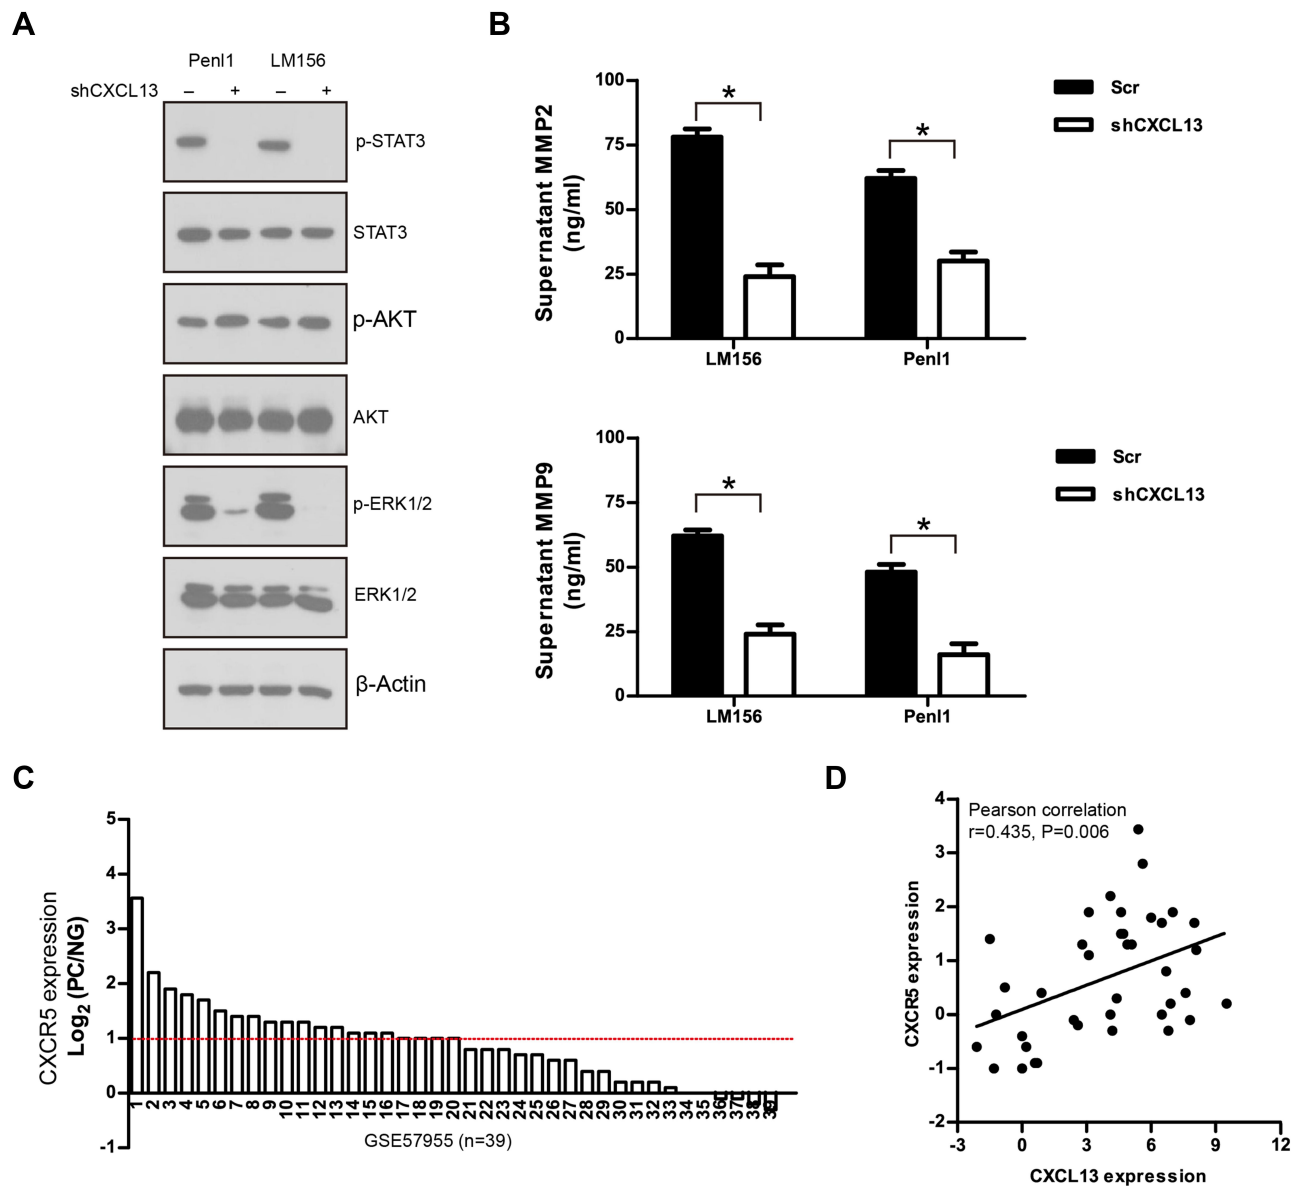 A
Penl1 LM156
shCXCL13 – + – +
p-STAT3
STAT3
p-AKT
AKT
p-ERK1/2
ERK1/2
β-Actin
B
Supernatant MMP2
(ng/ml)
100
75
50
25
0
*
*
LM156 Penl1
Scr
shCXCL13
Supernatant MMP9
(ng/ml)
100
75
50
25
0
*
*
LM156 Penl1
Scr
shCXCL13
C
CXCR5 expression
Log2 (PC/NG)
5
4
3
2
1
0
-1
1 2 3 4 5 6 7 8 9 10 11 12 13 14 15 16 17 18 19 20 21 22 23 24 25 26 27 28 29 30 31 32 33 34 35 36 37 38 39
GSE57955 (n=39)
D
Pearson correlation
r=0.435, P=0.006
CXCR5 expression
4
3
2
1
0
-1
-2
-3 0 3 6 9 12
CXCL13 expression